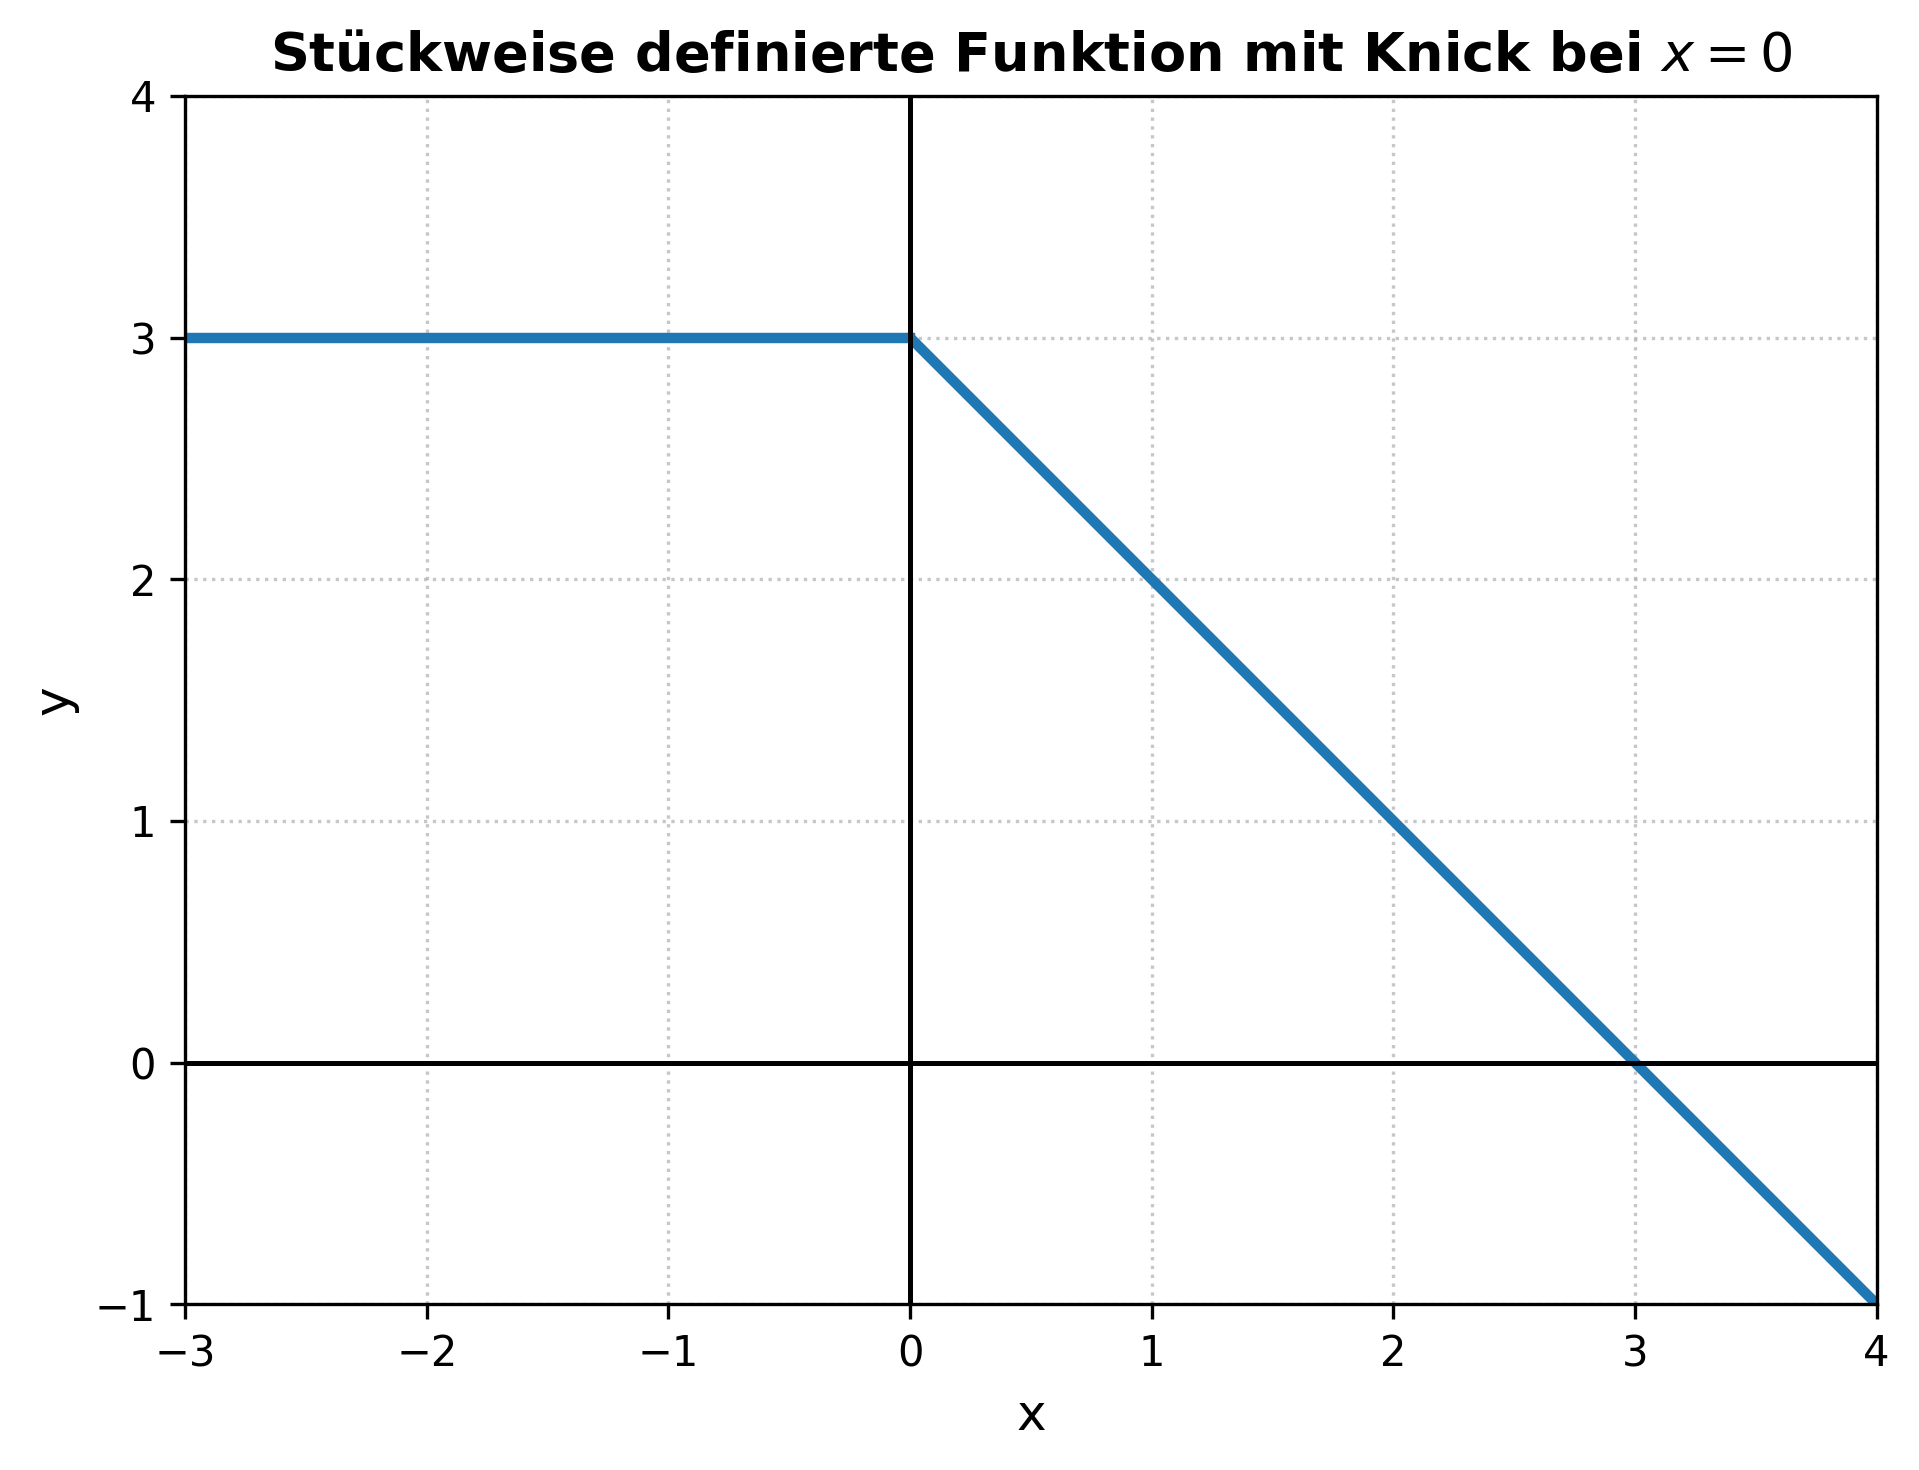 Stückweise definierte Funktion mit Knick bei x = 0
4
3
2
1
0
−1
y
−3 −2 −1 0 1 2 3 4
x